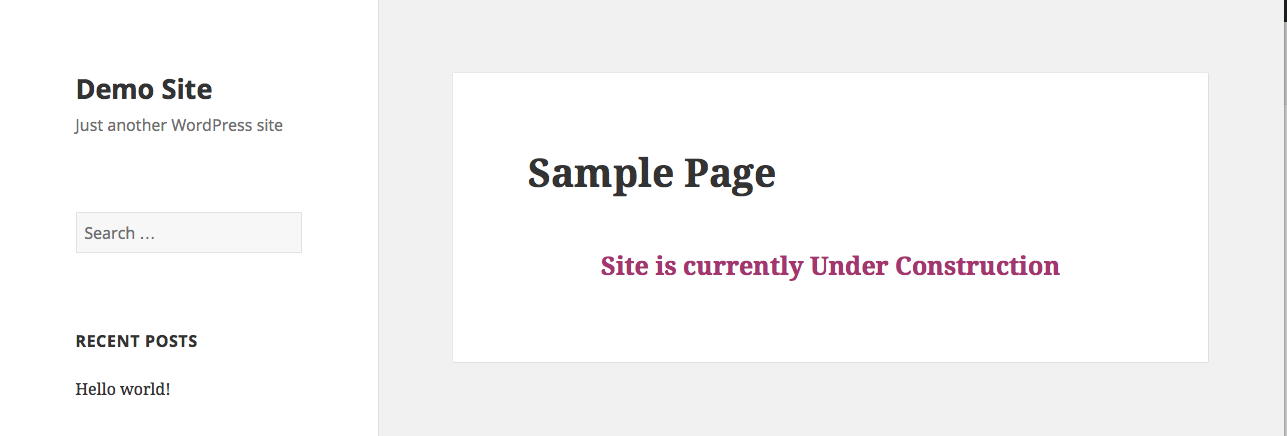 Demo Site
Just another WordPress site
Search …
RECENT POSTS
Hello world!
Sample Page
Site is currently Under Construction